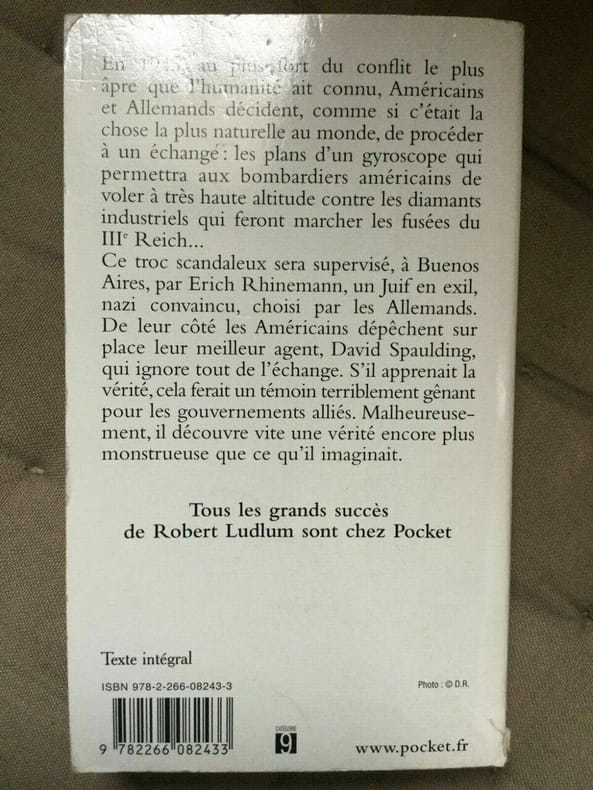 En 1943, au plus fort du conflit le plus
âpre que l'humanité ait connu, Américains
et Allemands décident, comme si c'était la
chose la plus naturelle au monde, de procéder
à un échange : les plans d'un gyroscope qui
permettra aux bombardiers américains de
voler à très haute altitude contre les diamants
industriels qui feront marcher les fusées du
IIIe Reich...
Ce troc scandaleux sera supervisé, à Buenos
Aires, par Erich Rhinemann, un Juif en exil,
nazi convaincu, choisi par les Allemands.
De leur côté les Américains dépêchent sur
place leur meilleur agent, David Spaulding,
qui ignore tout de l'échange. S'il apprenait la
vérité, cela ferait un témoin terriblement gênant
pour les gouvernements alliés. Malheureuse-
ment, il découvre vite une vérité encore plus
monstrueuse que ce qu'il imaginait.
Tous les grands succès
de Robert Ludlum sont chez Pocket
Texte intégral
ISBN 978-2-266-08243-3
Photo : © D.R.
CATÉGORIE
9
9 782266 082433
www.pocket.fr